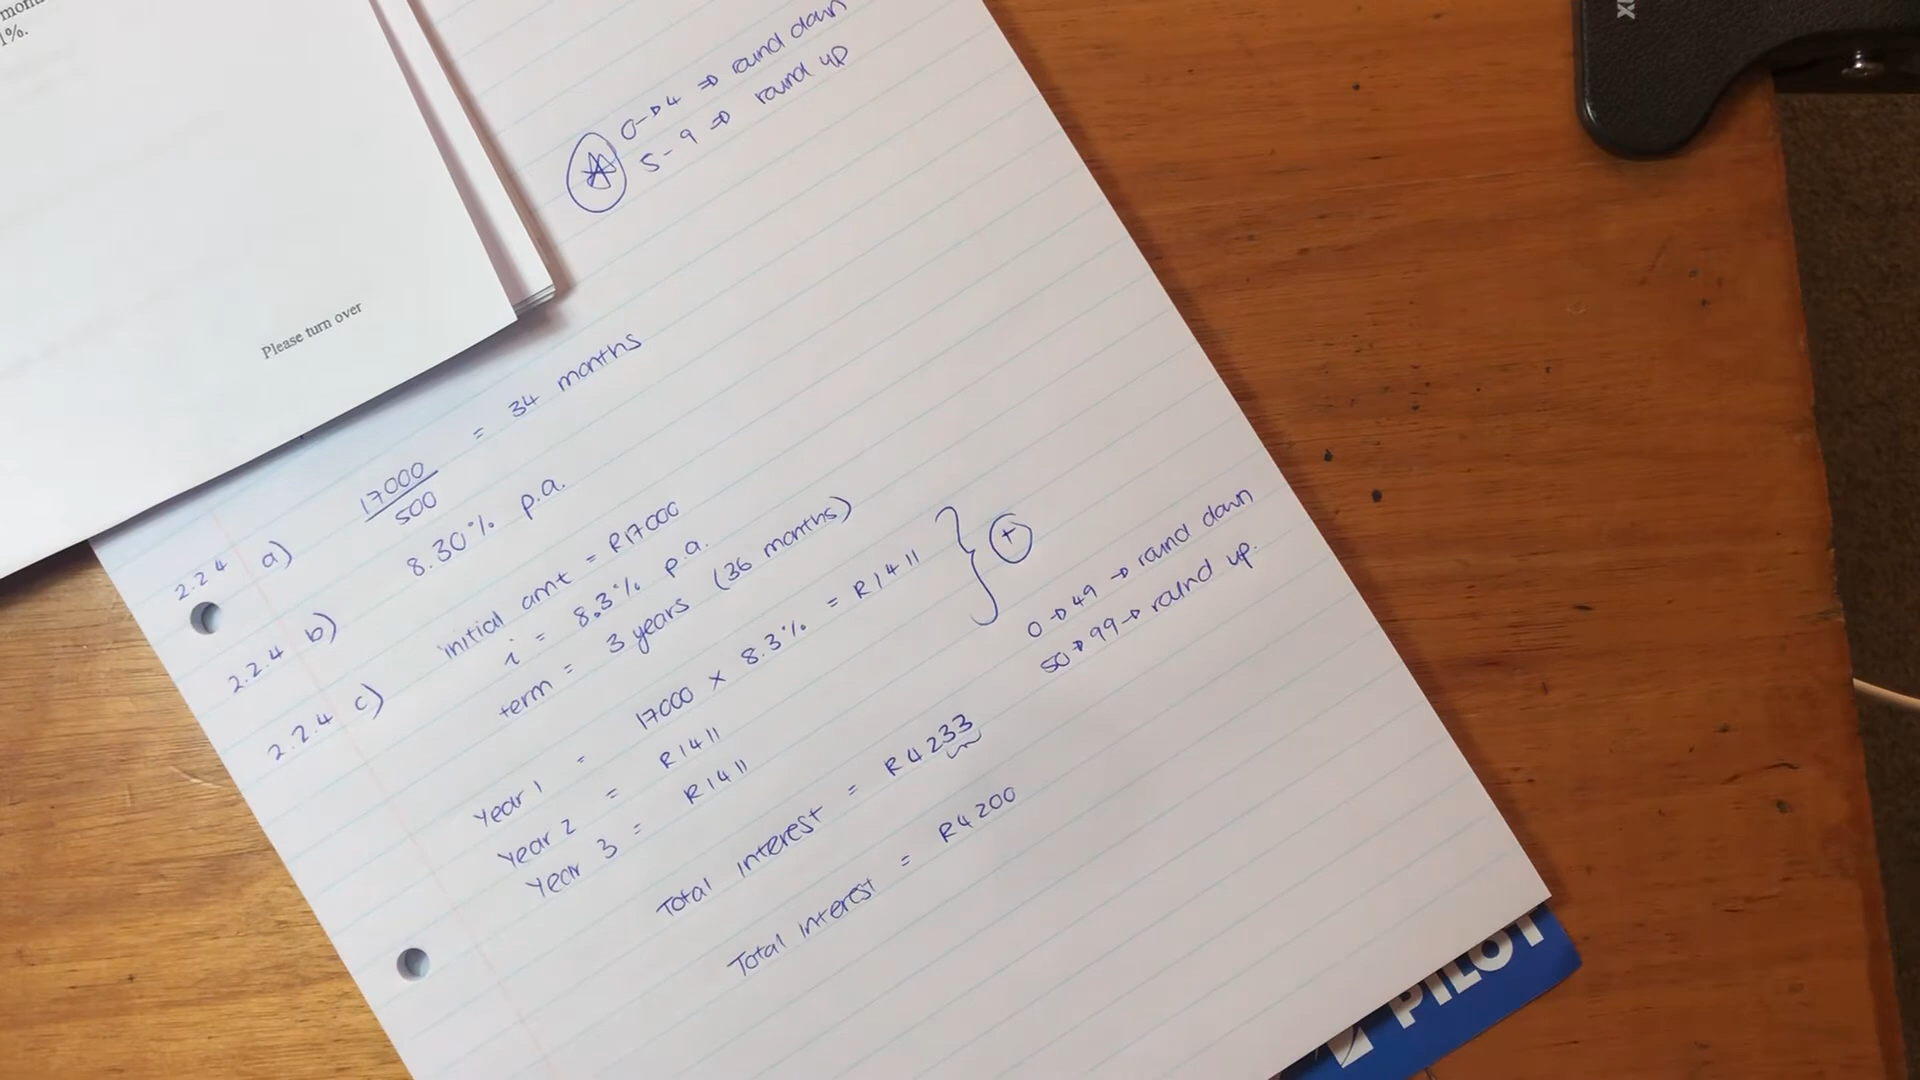 1%.
0→4 ⇒ round down
5-9 ⇒ round up
Please turn over
2.2.4 a) 17000/500 = 34 months
2.2.4 b) 8.30% p.a.
2.2.4 c) initial amt = R17000
i = 8.3% p.a.
term = 3 years (36 months)
Year 1 = 17000 × 8.3% = R1411
Year 2 = R1411
Year 3 = R1411
+
0→49 → round down
50→99→ round up.
Total interest = R4233
Total interest = R4200
PILOT